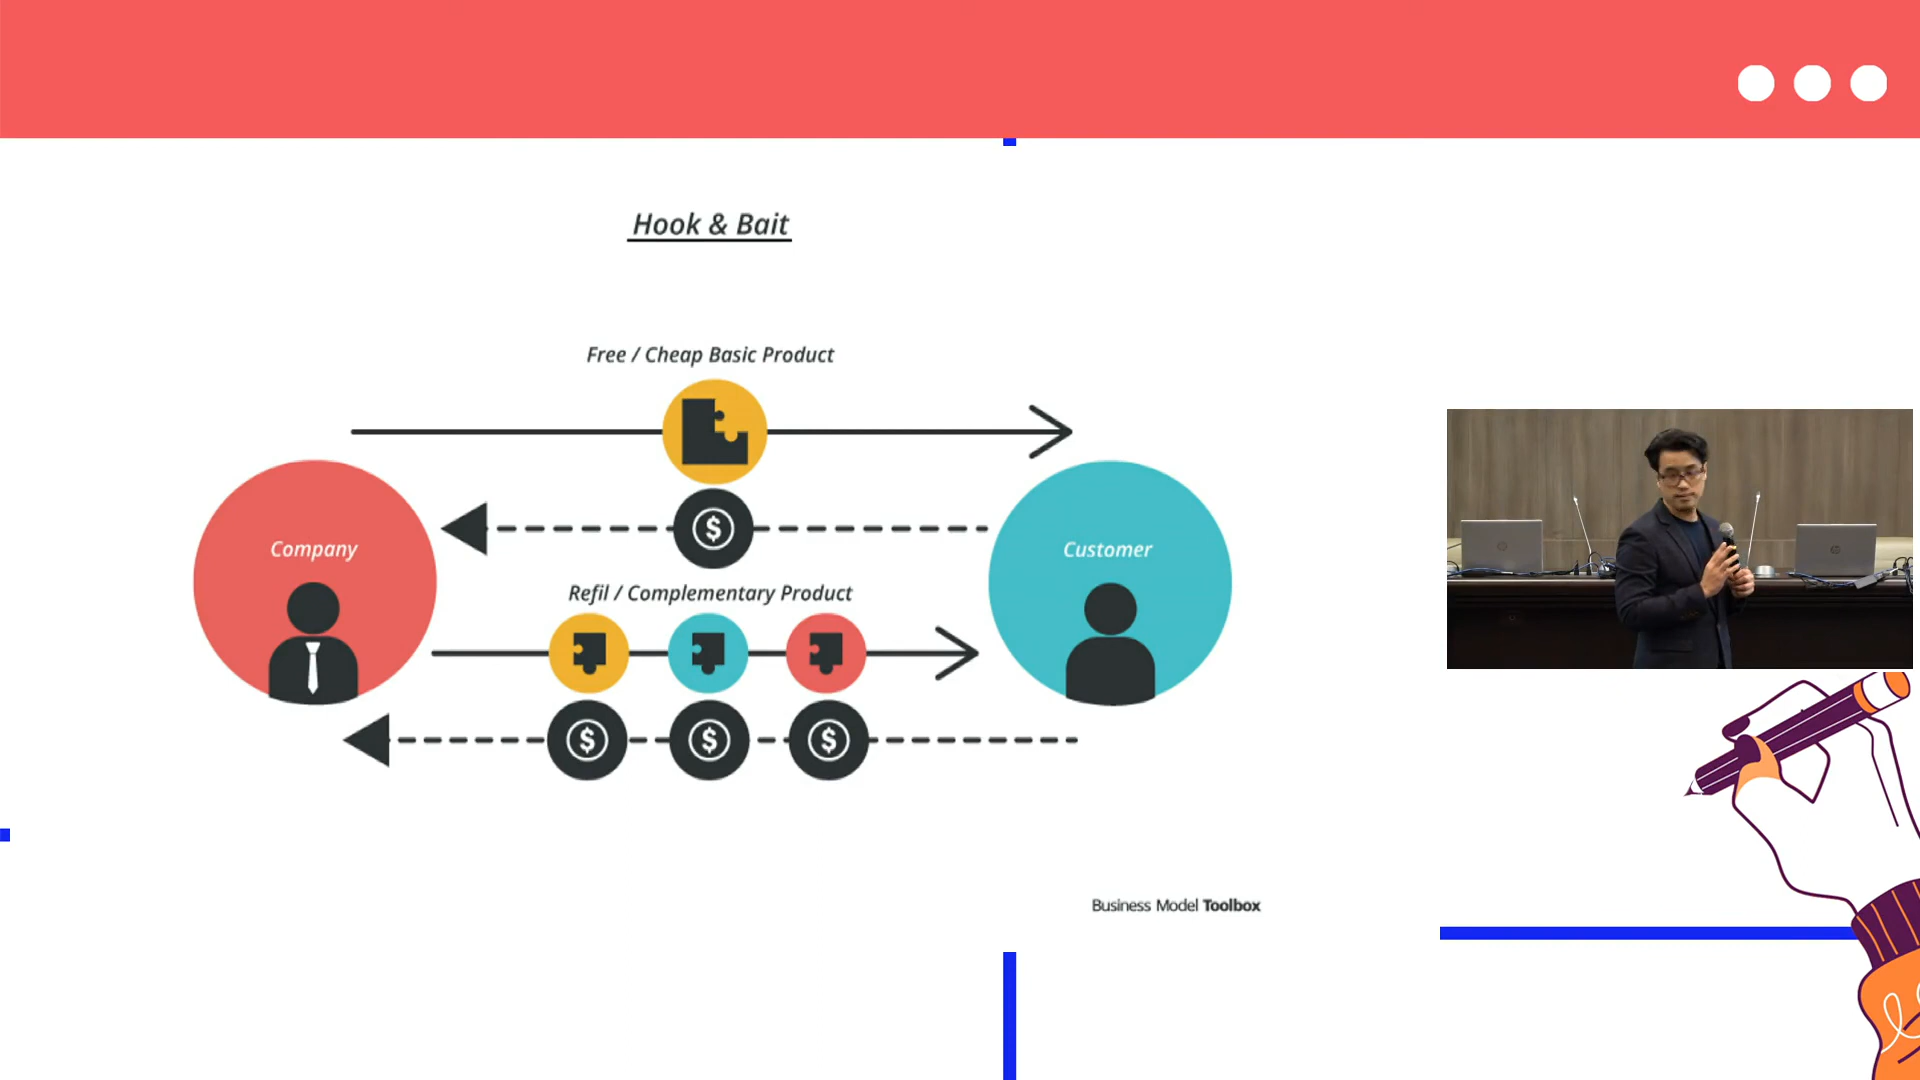 Hook & Bait
Free / Cheap Basic Product
Company
Customer
Refil / Complementary Product
Business Model Toolbox